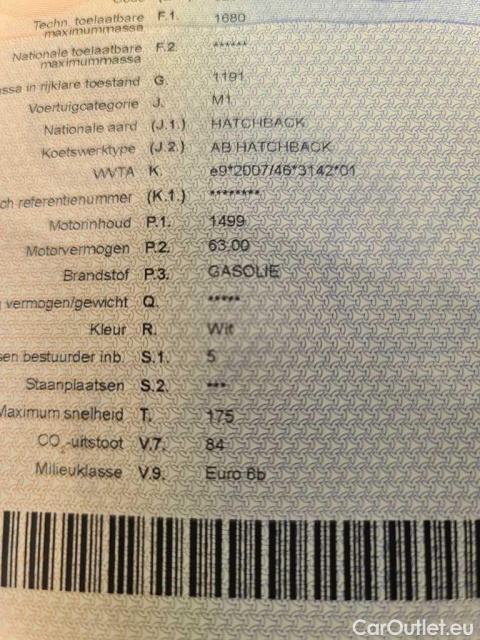 Techn. toelaatbare maximummassa F.1. 1680
Nationale toelaatbare maximummassa F.2. ******
ssa in rijklare toestand G. 1191
Voertuigcategorie J. M1
Nationale aard (J.1.) HATCHBACK
Koetswerktype (J.2.) AB HATCHBACK
WVTA K. e9*2007/46*3142*01
ch referentienummer (K.1.) ********
Motorinhoud P.1. 1499
Motorvermogen P.2. 63.00
Brandstof P.3. GASOLIE
g vermogen/gewicht Q. *****
Kleur R. Wit
sen bestuurder inb. S.1. 5
Staanplaatsen S.2. ***
Maximum snelheid T. 175
CO2-uitstoot V.7. 84
Milieuklasse V.9. Euro 6b
CarOutlet.eu